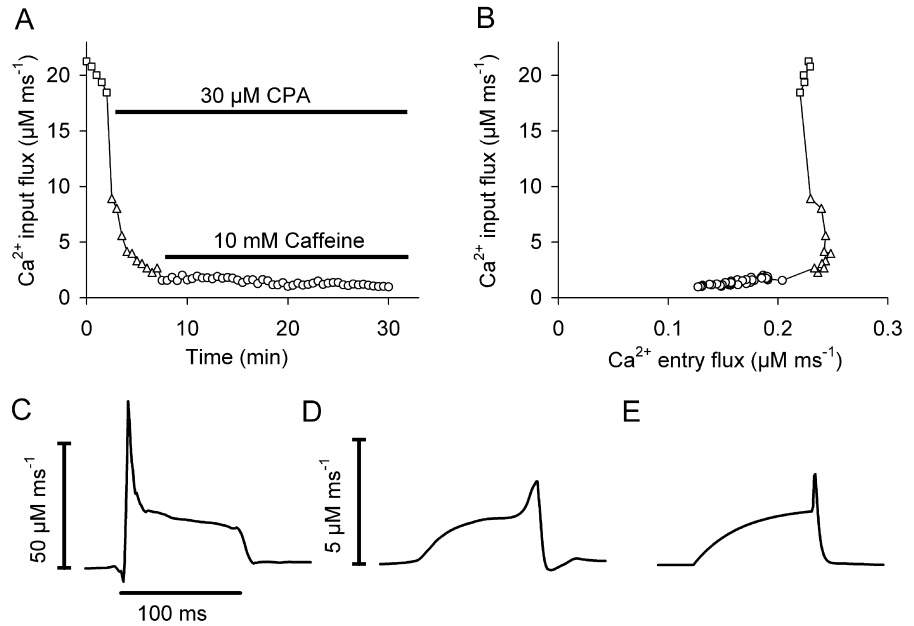 A
Ca2+ input flux (µM ms-1)
20
15
10
5
0
30 µM CPA
10 mM Caffeine
0
10
20
30
Time (min)
B
Ca2+ input flux (µM ms-1)
20
15
10
5
0
0
0.1
0.2
0.3
Ca2+ entry flux (µM ms-1)
C
50 µM ms-1
100 ms
D
5 µM ms-1
E